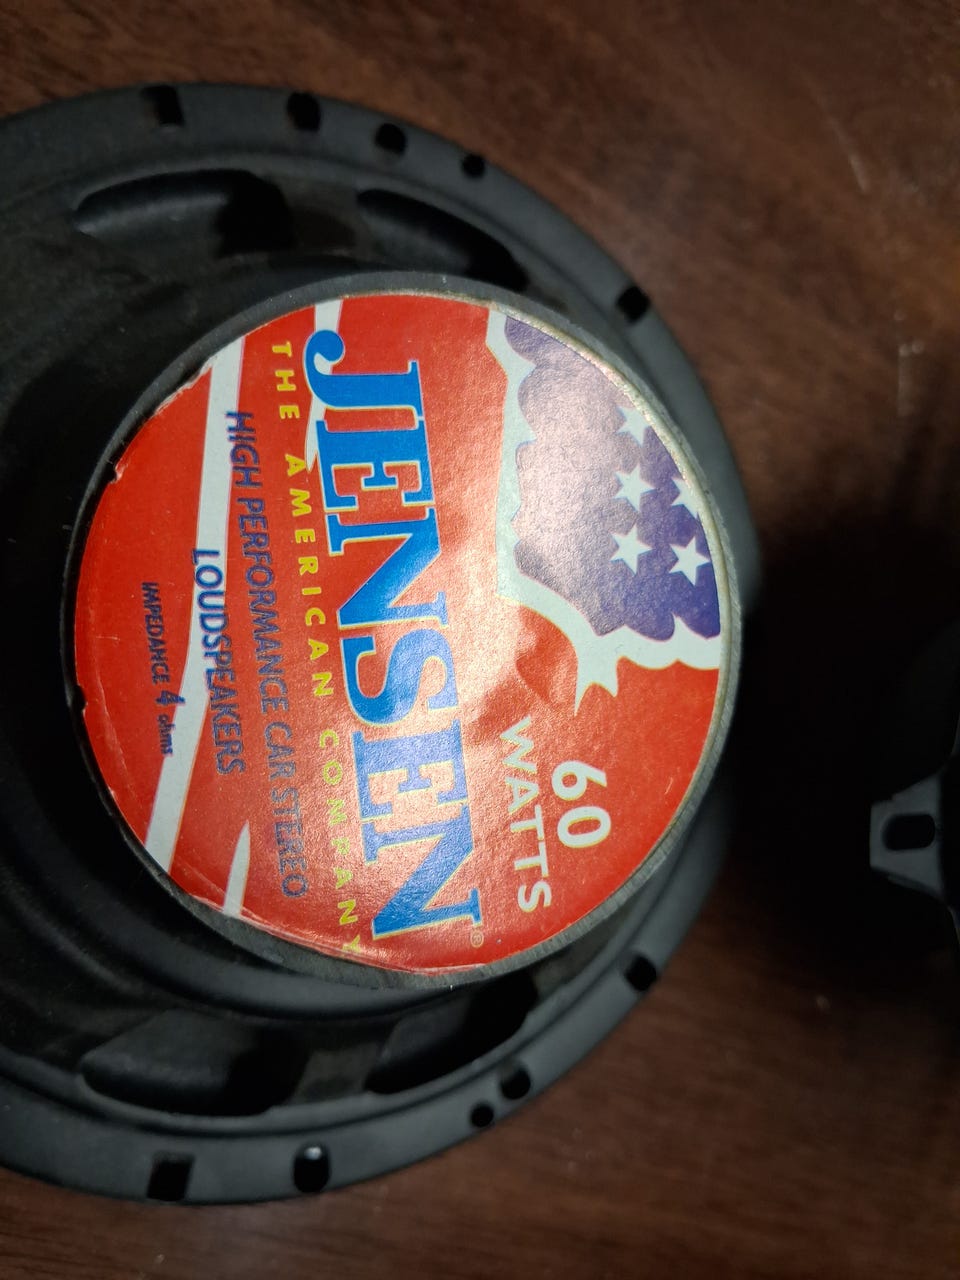 60
WATTS
JENSEN®
THE AMERICAN COMPANY
HIGH PERFORMANCE CAR STEREO
LOUDSPEAKERS
IMPEDANCE 4 ohms